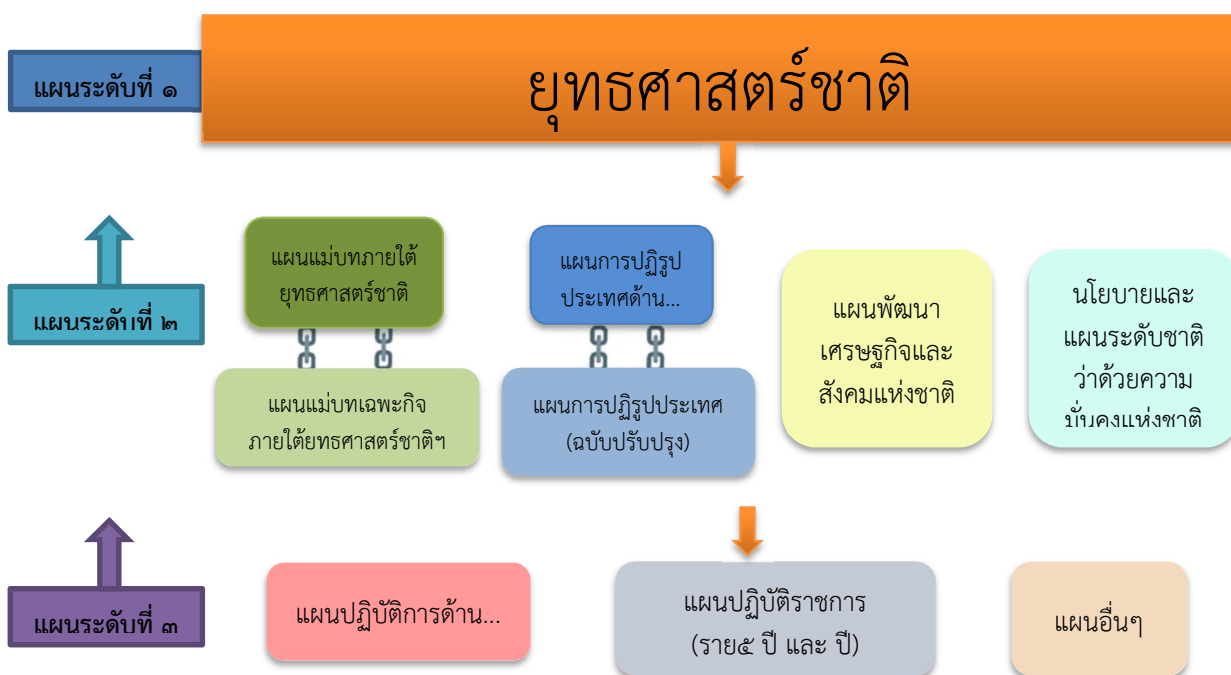 แผนระดับที่ ๑
ยุทธศาสตร์ชาติ
แผนระดับที่ ๒
แผนแม่บทภายใต้
ยุทธศาสตร์ชาติ
แผนแม่บทเฉพาะกิจ
ภายใต้ยุทธศาสตร์ชาติฯ
แผนการปฏิรูป
ประเทศด้าน...
แผนการปฏิรูปประเทศ
(ฉบับปรับปรุง)
แผนพัฒนา
เศรษฐกิจและ
สังคมแห่งชาติ
นโยบายและ
แผนระดับชาติ
ว่าด้วยความ
มั่นคงแห่งชาติ
แผนระดับที่ ๓
แผนปฏิบัติการด้าน...
แผนปฏิบัติราชการ
(ราย๕ ปี และ ปี)
แผนอื่นๆ